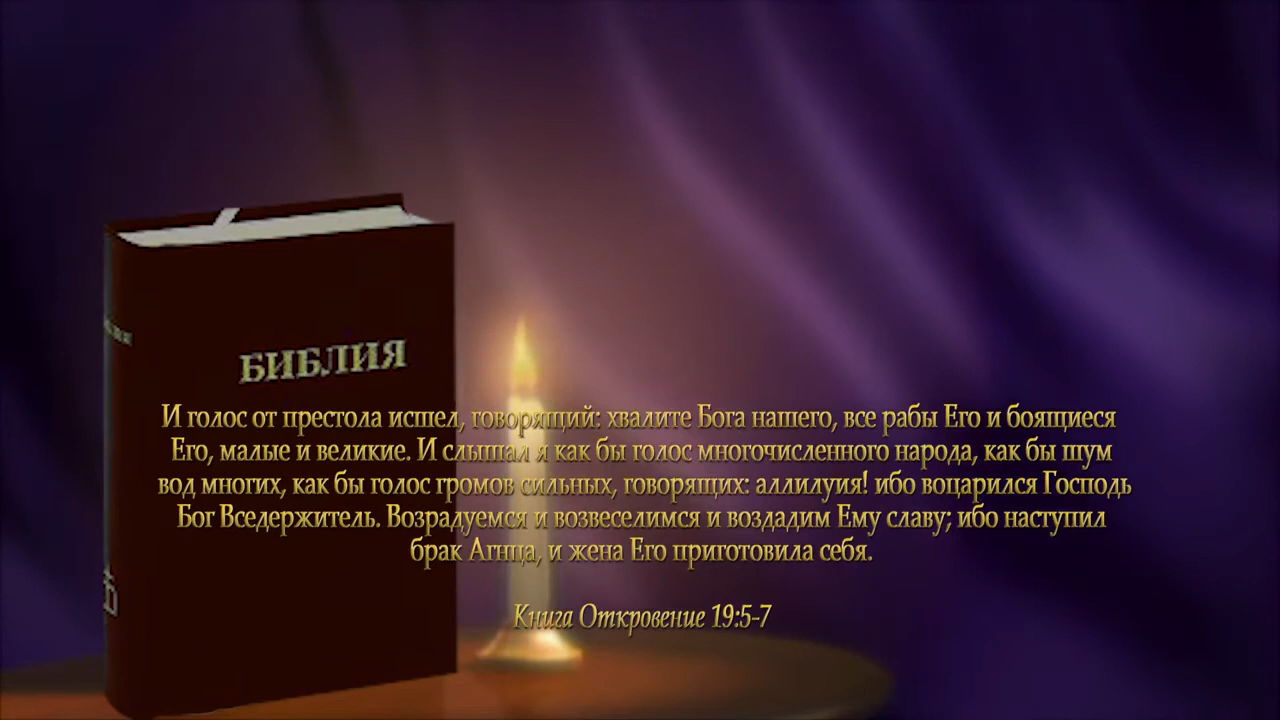 БИБЛИЯ
И голос от престола исшел, говорящий: хвалите Бога нашего, все рабы Его и боящиеся
Его, малые и великие. И слышал я как бы голос многочисленного народа, как бы шум
вод многих, как бы голос громов сильных, говорящих: аллилуия! ибо воцарился Господь
Бог Вседержитель. Возрадуемся и возвеселимся и воздадим Ему славу; ибо наступил
брак Агнца, и жена Его приготовила себя.
Книга Откровение 19:5-7